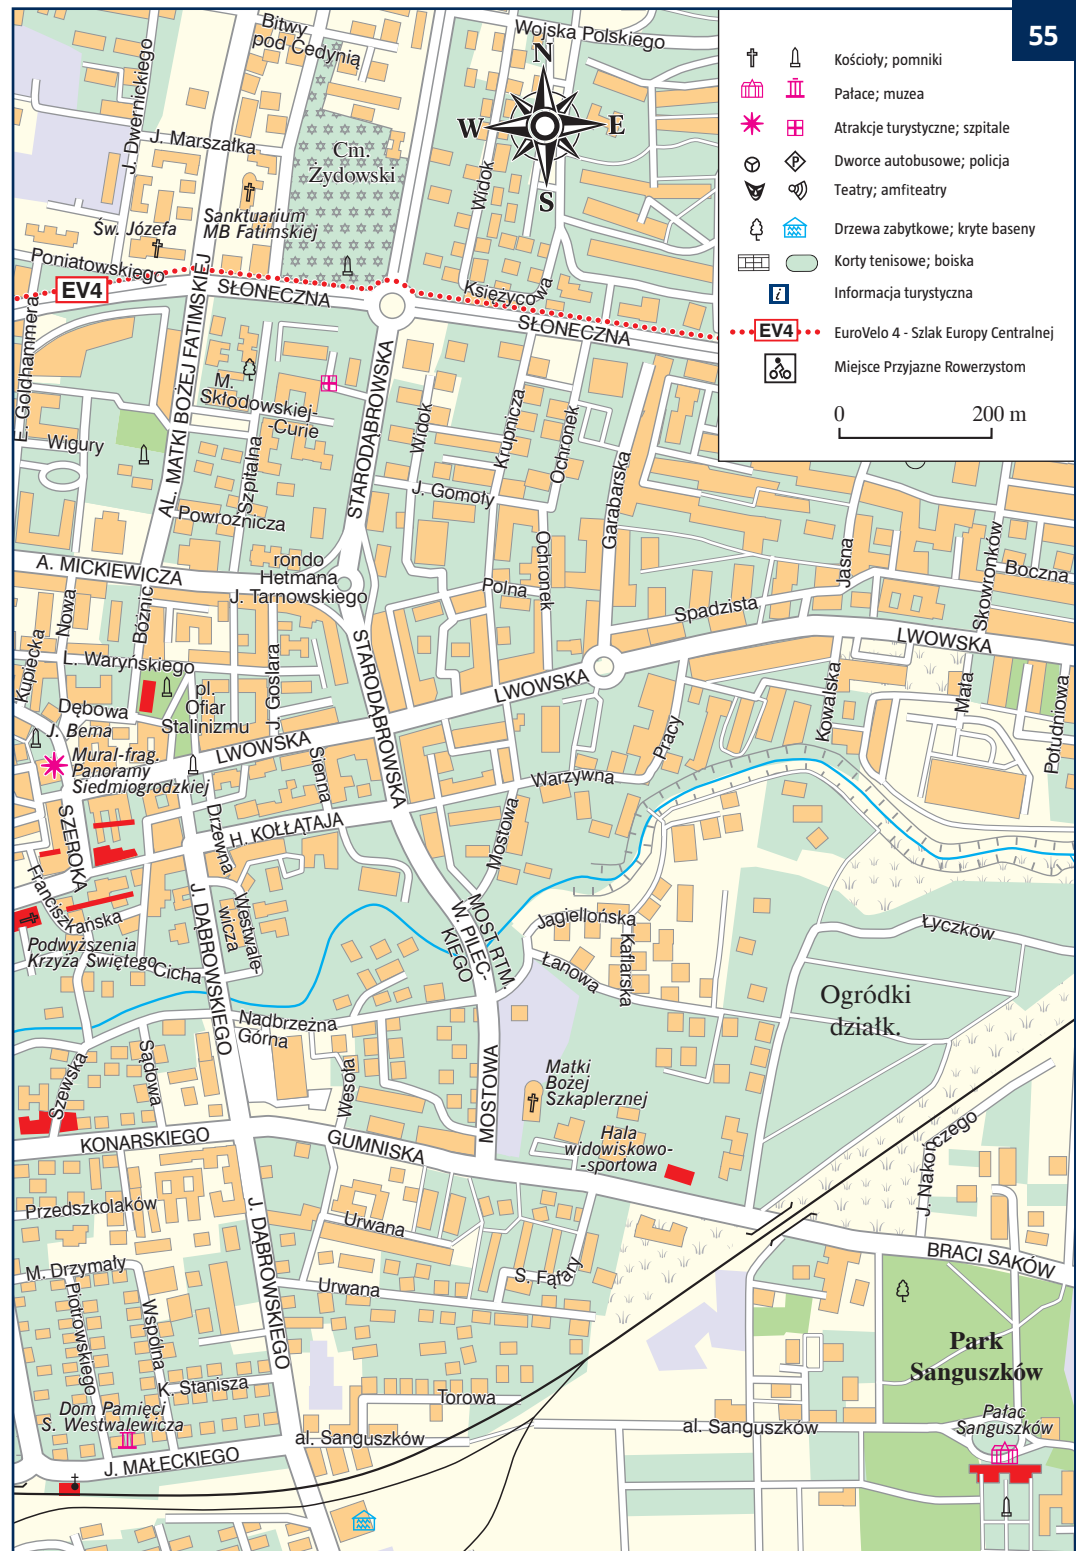 55
Kościoły; pomniki
Pałace; muzea
Atrakcje turystyczne; szpitale
Dworce autobusowe; policja
Teatry; amfiteatry
Drzewa zabytkowe; kryte baseny
Korty tenisowe; boiska
i
Informacja turystyczna
EV4
EuroVelo 4 - Szlak Europy Centralnej
Miejsce Przyjazne Rowerzystom
0 200 m
P
N
W E
S
Bitwy
pod Cedynią
Wojska Polskiego
J. Dwernickiego
J. Marszałka
Cm.
Żydowski
Widok
Sanktuarium
MB Fatimskiej
Św. Józefa
Poniatowskiego
EV4
SŁONECZNA
Księżycowa
SŁONECZNA
E. Goldhammera
AL. MATKI BOŻEJ FATIMSKIEJ
M.
Skłodowskiej-
-Curie
STARODĄBROWSKA
Widok
Krupnicza
Ochronek
Garabarska
Wigury
Szpitalna
J. Gomoły
Powroźnicza
A. MICKIEWICZA
rondo
Hetmana
J. Tarnowskiego
Polna
Ochronek
Jasna
Skowronków
Boczna
Spadzista
LWOWSKA
Nowa
Bóżnic
Kupiecka
L. Waryńskiego
J. Goslara
STARODĄBROWSKA
LWOWSKA
Kowalska
Mała
Południowa
Dębowa
pl.
Ofiar
Stalinizmu
J. Bema
Mural-frag.
Panoramy
Siedmiogrodzkiej
LWOWSKA
Sienna
Pracy
Warzywna
SZEROKA
Drzewna
H. KOŁŁĄTAJA
Mostowa
Franciszkańska
J. DĄBROWSKIEGO
Westwale-
wicza
MOST RTM.
W. PILEC-
KIEGO
Jagiellońska
Kaflarska
Łanowa
Łyczków
Podwyższenia
Krzyża Świętego
Cicha
Ogródki
działk.
Nadbrzeżna
Górna
Szewska
Sądowa
Wesoła
MOSTOWA
Matki
Bożej
Szkaplerznej
Hala
widowiskowo-
-sportowa
KONARSKIEGO
GUMNISKA
J. Nakończego
Przedszkolaków
J. DĄBROWSKIEGO
Urwana
BRACI SAKÓW
M. Drzymały
Piotrowskiego
Wspólna
Urwana
S. Fąfary
Park
Sanguszków
K. Stanisza
Torowa
Dom Pamięci
S. Westwalewicza
al. Sanguszków
al. Sanguszków
Pałac
Sanguszków
J. MAŁECKIEGO